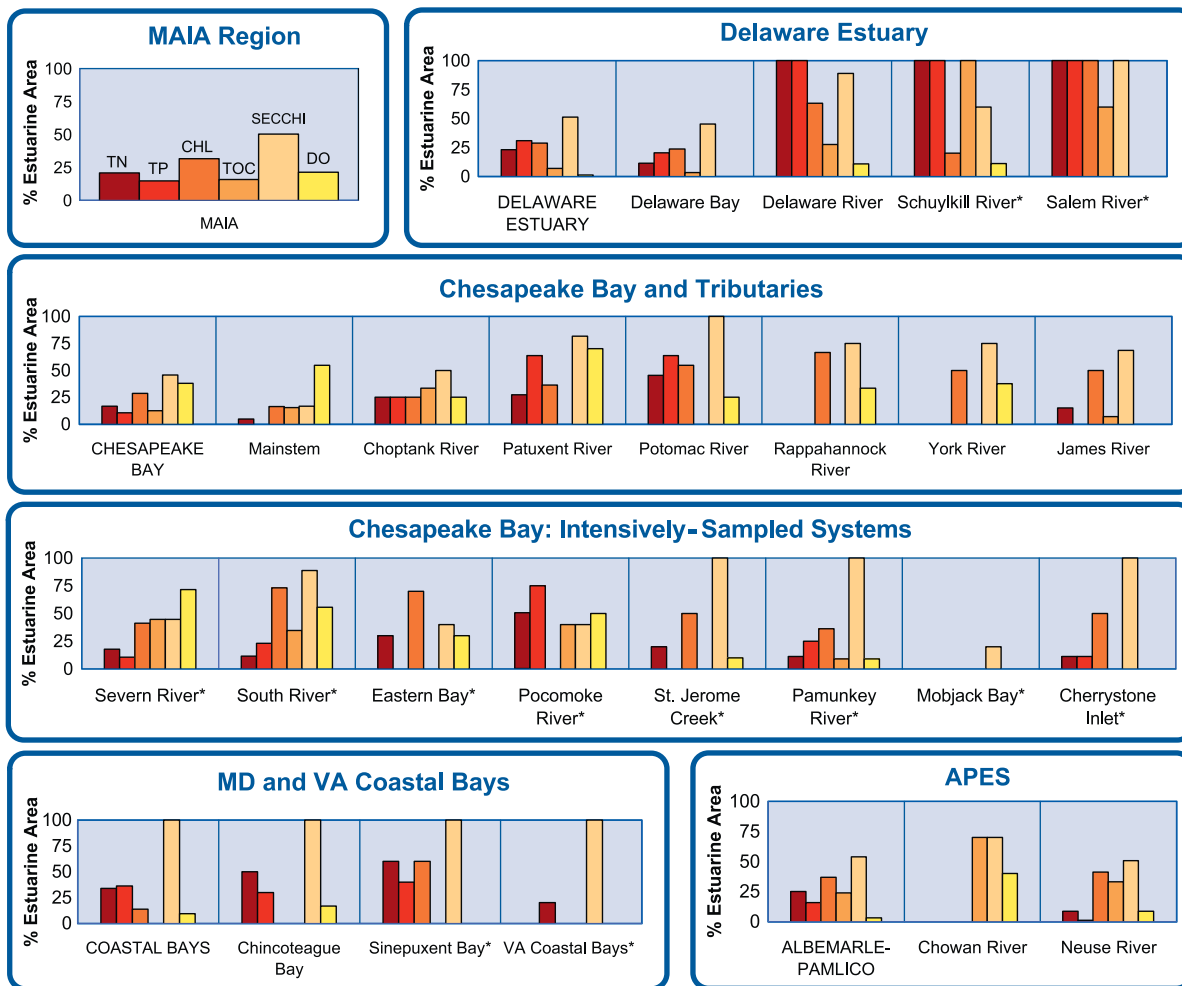 MAIA Region
% Estuarine Area
100
75
50
25
0
TN
TP
CHL
TOC
SECCHI
DO
MAIA
Delaware Estuary
% Estuarine Area
100
75
50
25
0
DELAWARE
ESTUARY
Delaware Bay
Delaware River
Schuylkill River*
Salem River*
Chesapeake Bay and Tributaries
% Estuarine Area
100
75
50
25
0
CHESAPEAKE
BAY
Mainstem
Choptank River
Patuxent River
Potomac River
Rappahannock
River
York River
James River
Chesapeake Bay: Intensively-Sampled Systems
% Estuarine Area
100
75
50
25
0
Severn River*
South River*
Eastern Bay*
Pocomoke
River*
St. Jerome
Creek*
Pamunkey
River*
Mobjack Bay*
Cherrystone
Inlet*
MD and VA Coastal Bays
% Estuarine Area
100
75
50
25
0
COASTAL BAYS
Chincoteague
Bay
Sinepuxent Bay*
VA Coastal Bays*
APES
% Estuarine Area
100
75
50
25
0
ALBEMARLE-
PAMLICO
Chowan River
Neuse River